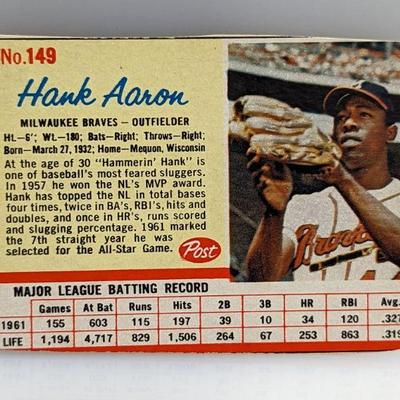 No.149
Hank Aaron
MILWAUKEE BRAVES – OUTFIELDER
Ht.–6'; Wt.–180; Bats–Right; Throws–Right;
Born–March 27, 1932; Home–Mequon, Wisconsin
At the age of 30 "Hammerin' Hank" is
one of baseball's most feared sluggers.
In 1957 he won the NL's MVP award.
Hank has topped the NL in total bases
four times, twice in BA's, RBI's, hits and
doubles, and once in HR's, runs scored
and slugging percentage. 1961 marked
the 7th straight year he was
selected for the All-Star Game.
Post
Braves
MAJOR LEAGUE BATTING RECORD
Games At Bat Runs Hits 2B 3B HR RBI Avg.
1961 155 603 115 197 39 10 34 120 .327
LIFE 1,194 4,717 829 1,506 264 67 253 863 .319